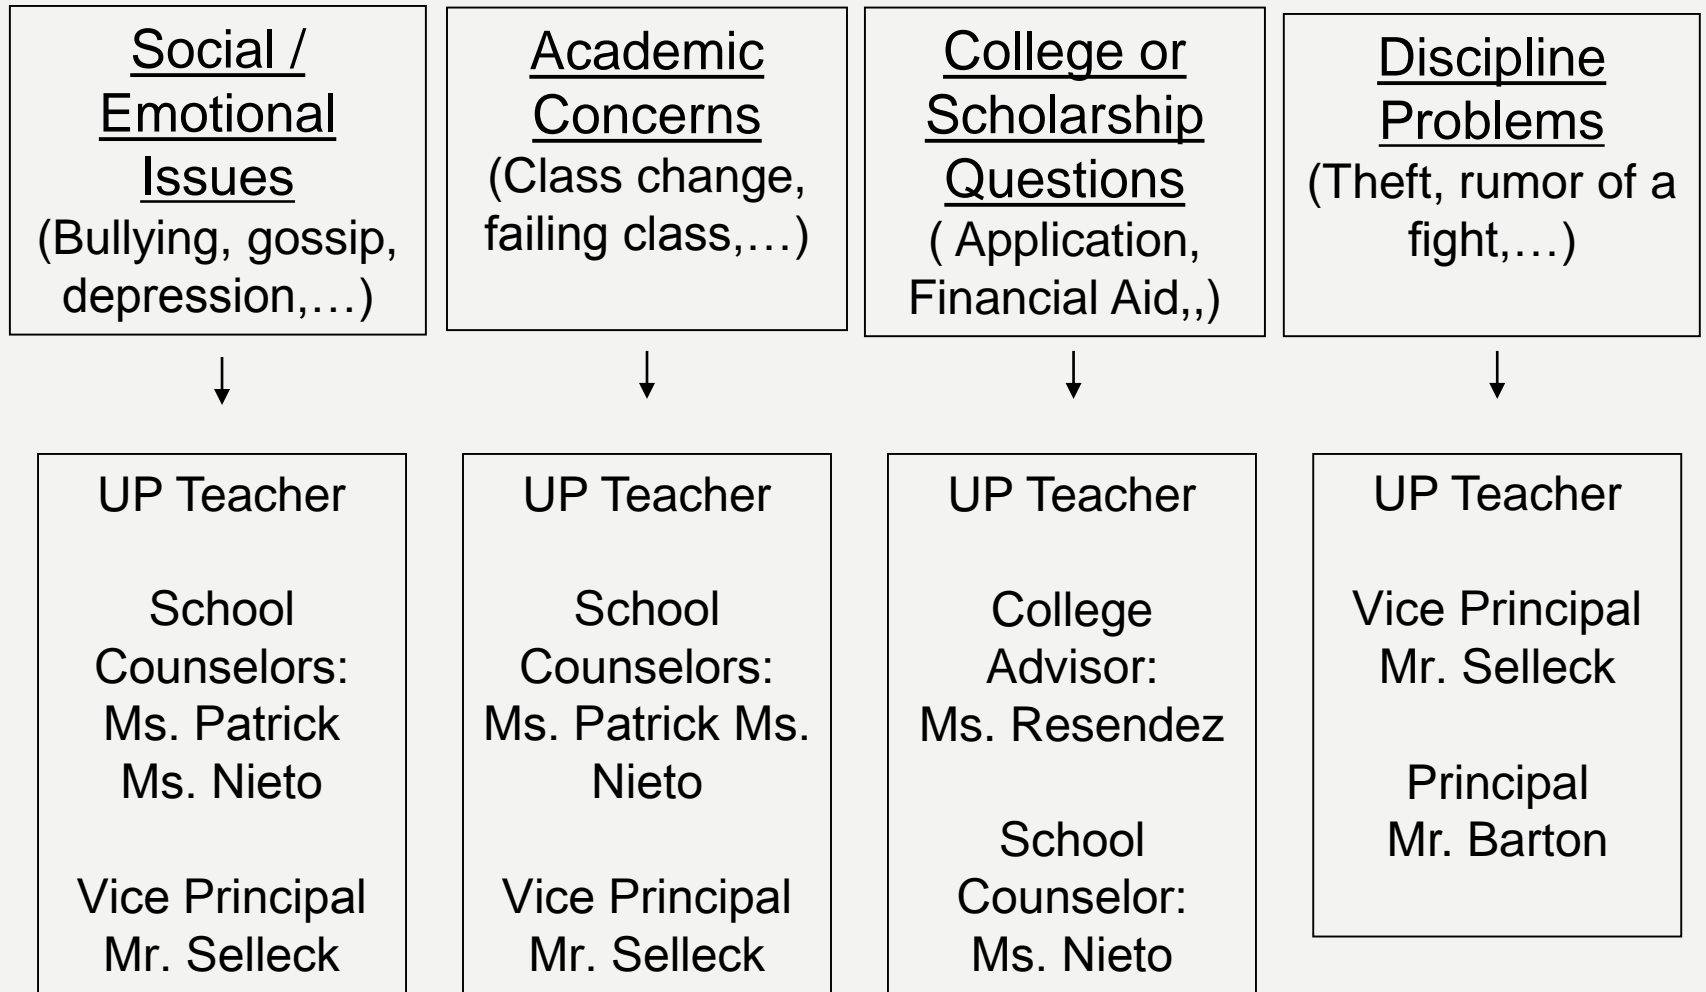 Social /
Emotional
Issues
(Bullying, gossip,
depression,…)
Academic
Concerns
(Class change,
failing class,…)
College or
Scholarship
Questions
( Application,
Financial Aid,,)
Discipline
Problems
(Theft, rumor of a
fight,…)
UP Teacher
School
Counselors:
Ms. Patrick
Ms. Nieto
Vice Principal
Mr. Selleck
UP Teacher
School
Counselors:
Ms. Patrick Ms.
Nieto
Vice Principal
Mr. Selleck
UP Teacher
College
Advisor:
Ms. Resendez
School
Counselor:
Ms. Nieto
UP Teacher
Vice Principal
Mr. Selleck
Principal
Mr. Barton